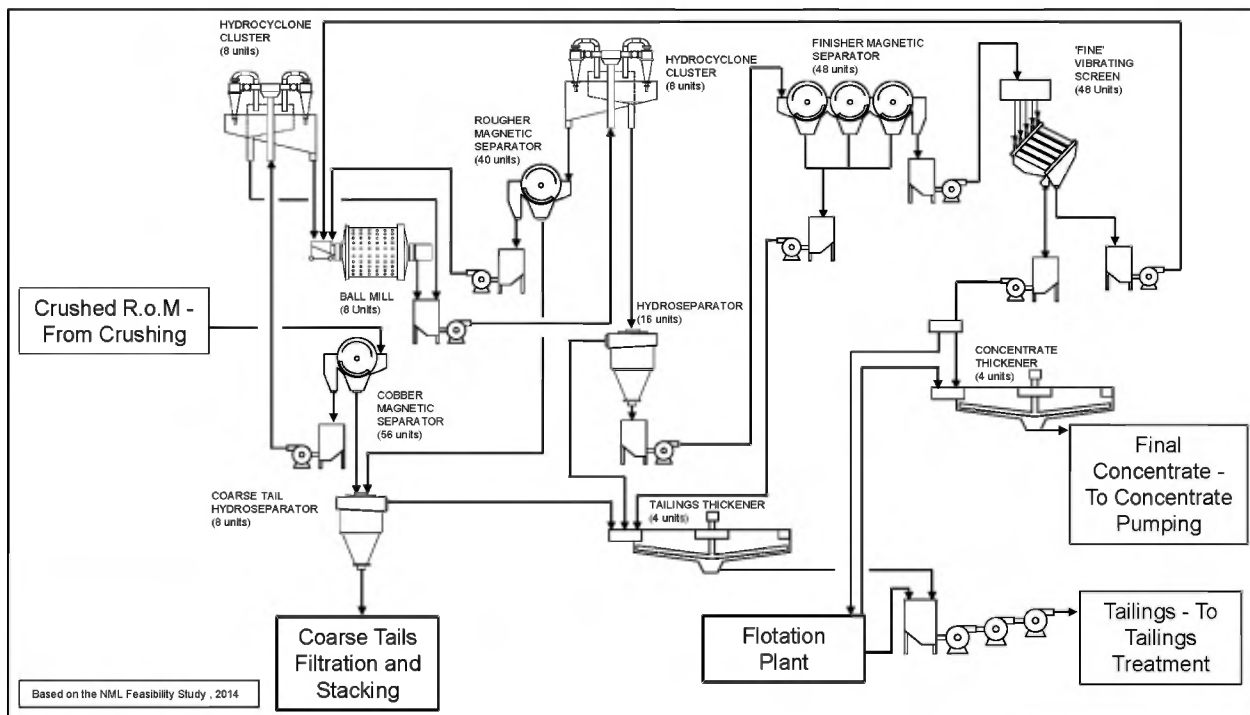 HYDROCYCLONE
CLUSTER
(8 units)
HYDROCYCLONE
CLUSTER
(8 units)
FINISHER MAGNETIC
SEPARATOR
(48 units)
'FINE'
VIBRATING
SCREEN
(48 Units)
ROUGHER
MAGNETIC
SEPARATOR
(40 units)
BALL MILL
(8 Units)
HYDROSEPARATOR
(16 units)
Crushed R.o.M -
From Crushing
CONCENTRATE
THICKENER
(4 units)
COBBER
MAGNETIC
SEPARATOR
(56 units)
Final
Concentrate -
To Concentrate
Pumping
COARSE TAIL
HYDROSEPARATOR
(8 units)
TAILINGS THICKENER
(4 units)
Coarse Tails
Filtration and
Stacking
Flotation
Plant
Tailings - To
Tailings
Treatment
Based on the NML Feasibility Study , 2014